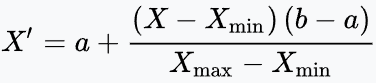 X′ = a + (X − X_min) (b − a) / (X_max − X_min)